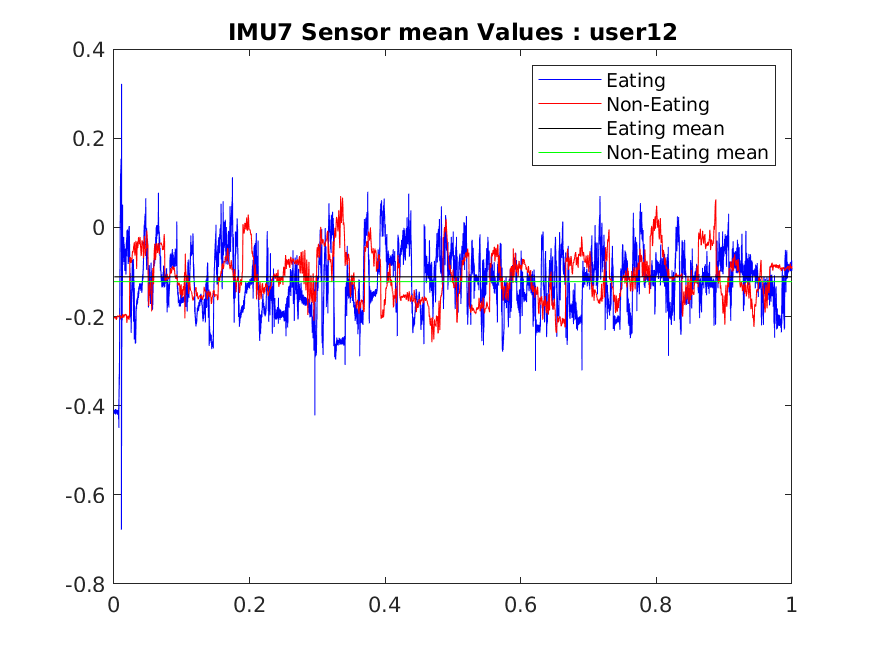 IMU7 Sensor mean Values : user12
0.4
0.2
0
-0.2
-0.4
-0.6
-0.8
0
0.2
0.4
0.6
0.8
1
Eating
Non-Eating
Eating mean
Non-Eating mean